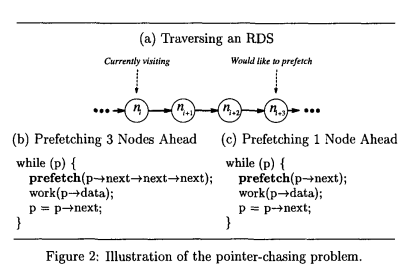 (a) Traversing an RDS
Currently visiting Would like to prefetch
••• n_i n_{i+1} n_{i+2} n_{i+3} •••
(b) Prefetching 3 Nodes Ahead (c) Prefetching 1 Node Ahead
while (p) { while (p) {
prefetch(p→next→next→next); prefetch(p→next);
work(p→data); work(p→data);
p = p→next; p = p→next;
} }
Figure 2: Illustration of the pointer-chasing problem.